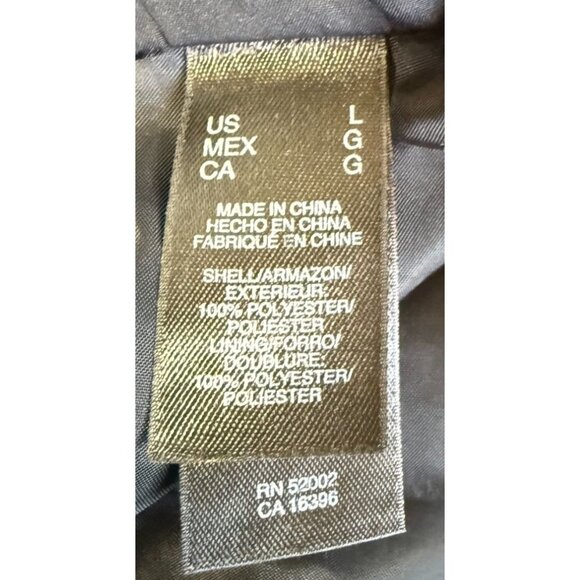 US L
MEX G
CA G
MADE IN CHINA
HECHO EN CHINA
FABRIQUÉ EN CHINE
SHELL/ARMAZON/
EXTERIEUR:
100% POLYESTER/
POLIESTER
LINING/FORRO/
DOUBLURE:
100% POLYESTER/
POLIESTER
RN 52002
CA 16396